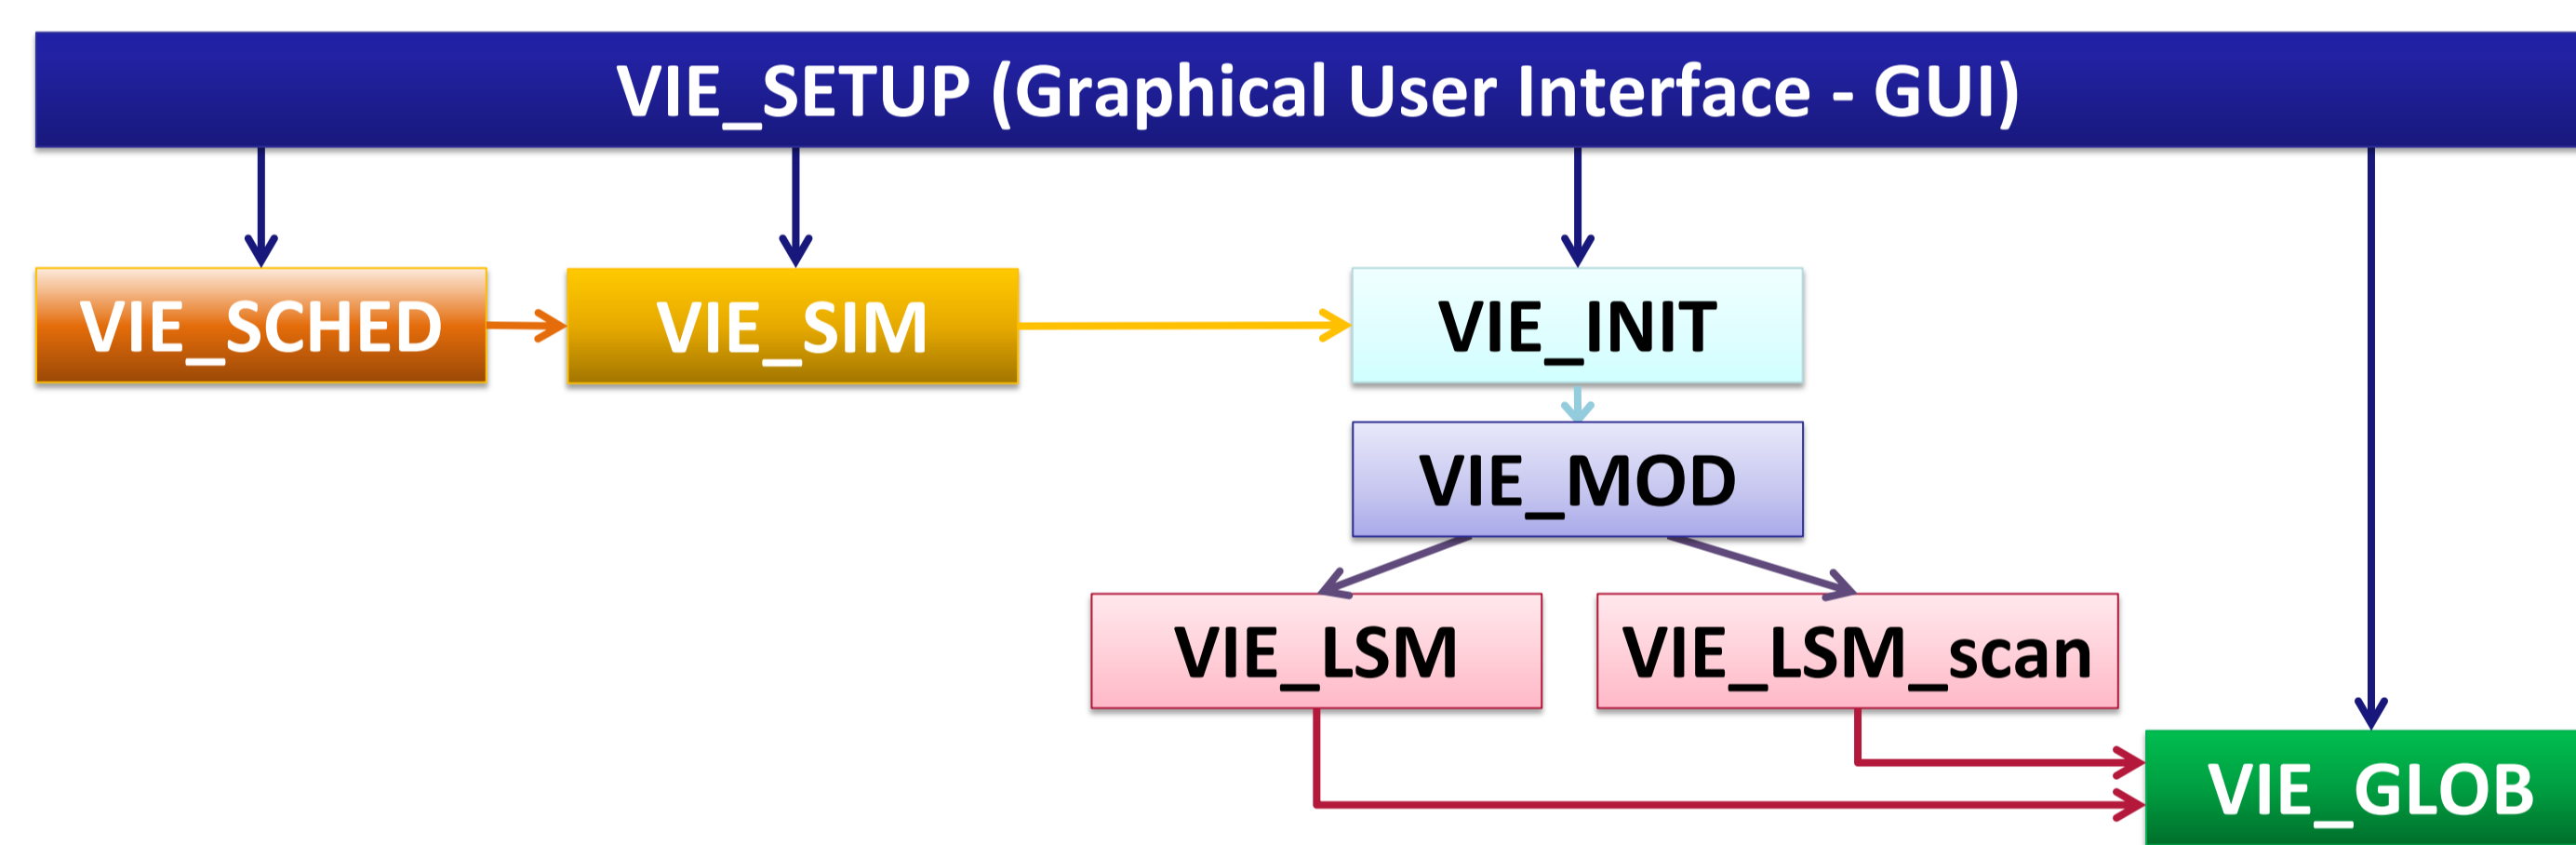 VIE_SETUP (Graphical User Interface - GUI)
VIE_SCHED
VIE_SIM
VIE_INIT
VIE_MOD
VIE_LSM
VIE_LSM_scan
VIE_GLOB